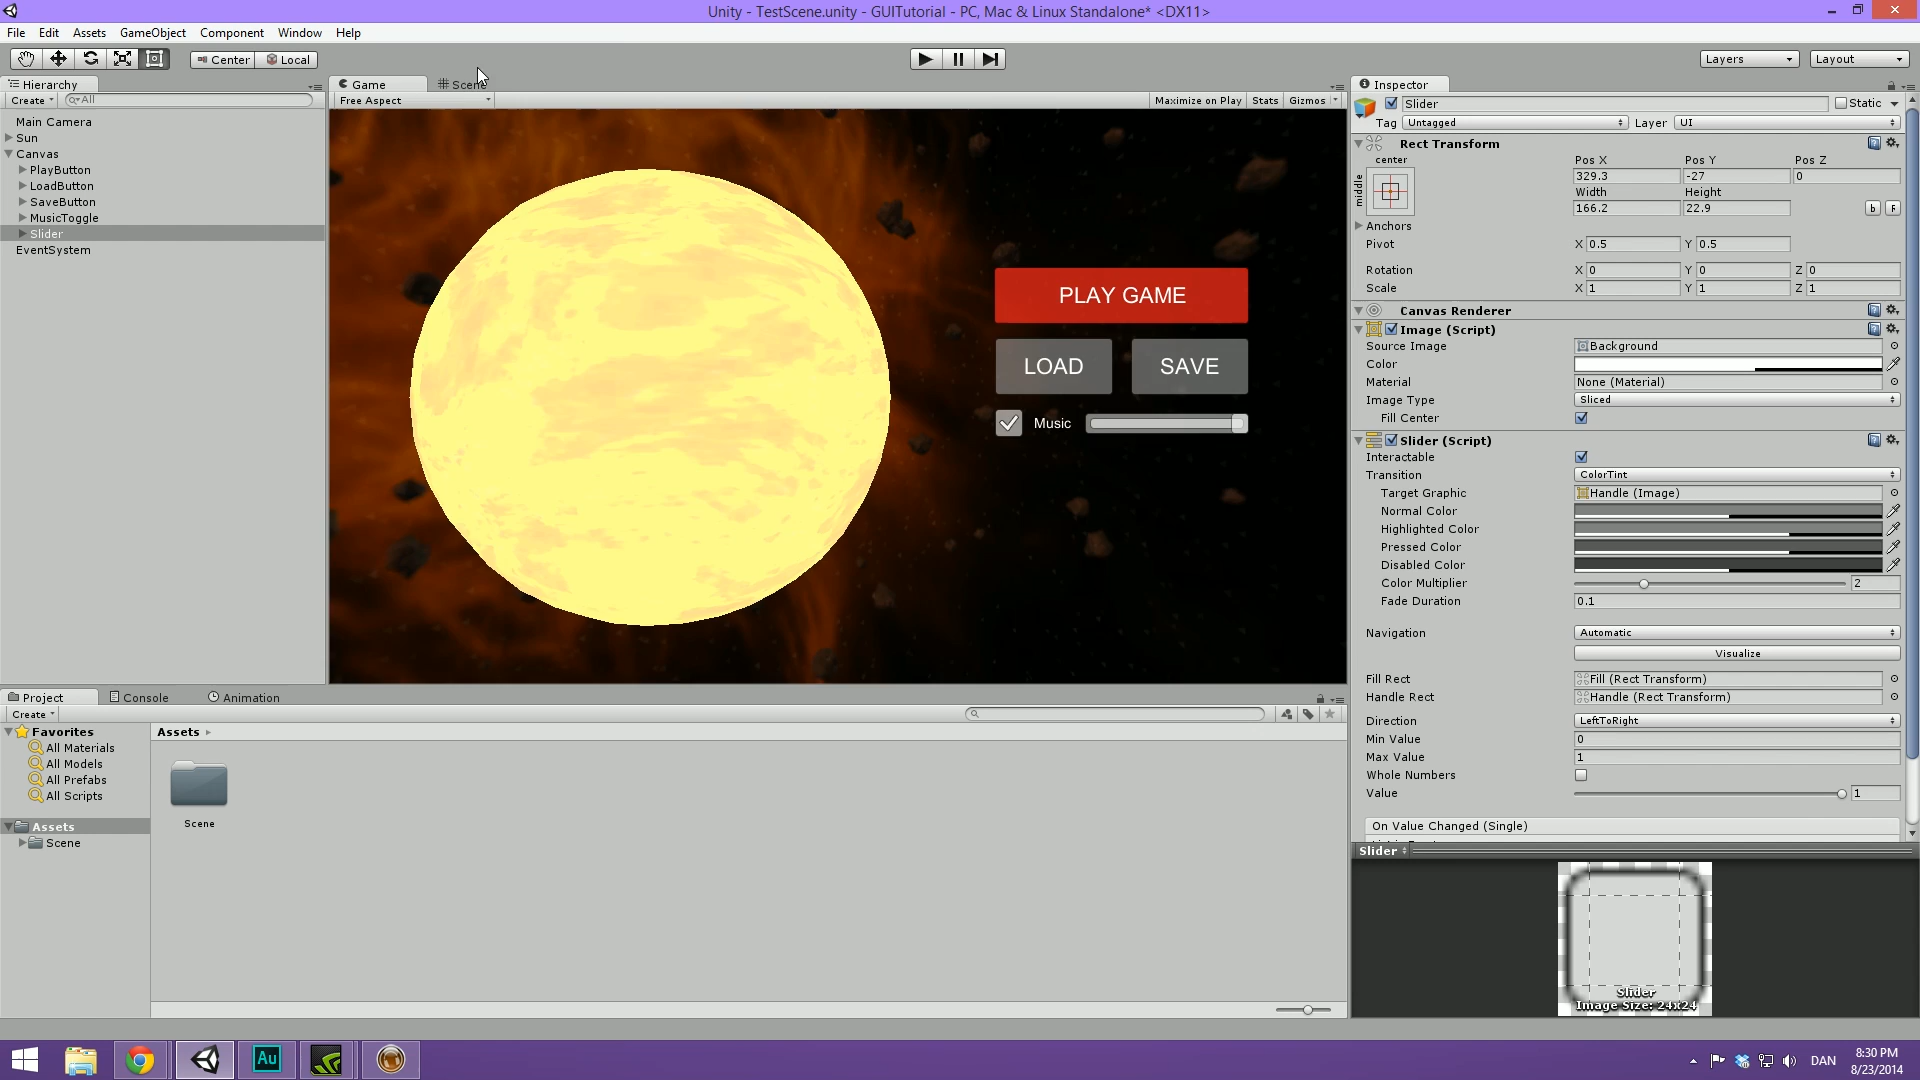 Unity - TestScene.unity - GUITutorial - PC, Mac & Linux Standalone* <DX11>
File Edit Assets GameObject Component Window Help
Center Local
Layers Layout
Hierarchy
Create All
Main Camera
Sun
Canvas
PlayButton
LoadButton
SaveButton
MusicToggle
Slider
EventSystem
Game Scene
Free Aspect Maximize on Play Stats Gizmos
PLAY GAME
LOAD SAVE
Music
Inspector
Slider Static
Tag Untagged Layer UI
Rect Transform
center Pos X Pos Y Pos Z
middle 329.3 -27 0
Width Height
166.2 22.9 b R
Anchors
Pivot X 0.5 Y 0.5
Rotation X 0 Y 0 Z 0
Scale X 1 Y 1 Z 1
Canvas Renderer
Image (Script)
Source Image Background
Color
Material None (Material)
Image Type Sliced
Fill Center
Slider (Script)
Interactable
Transition ColorTint
Target Graphic Handle (Image)
Normal Color
Highlighted Color
Pressed Color
Disabled Color
Color Multiplier 2
Fade Duration 0.1
Navigation Automatic
Visualize
Fill Rect Fill (Rect Transform)
Handle Rect Handle (Rect Transform)
Direction LeftToRight
Min Value 0
Max Value 1
Whole Numbers
Value 1
On Value Changed (Single)
Slider
Slider
Image Size: 24x24
Project Console Animation
Create
Favorites
All Materials
All Models
All Prefabs
All Scripts
Assets
Scene
Assets
Scene
Au
DAN
8:30 PM
8/23/2014